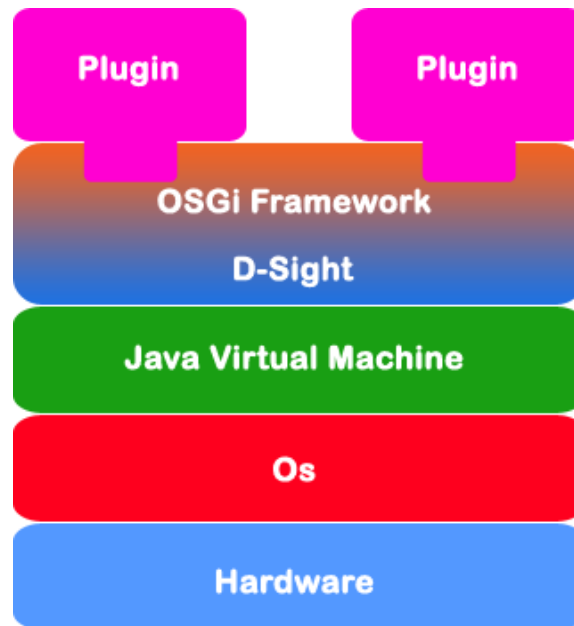 Plugin
Plugin
OSGi Framework
D-Sight
Java Virtual Machine
Os
Hardware